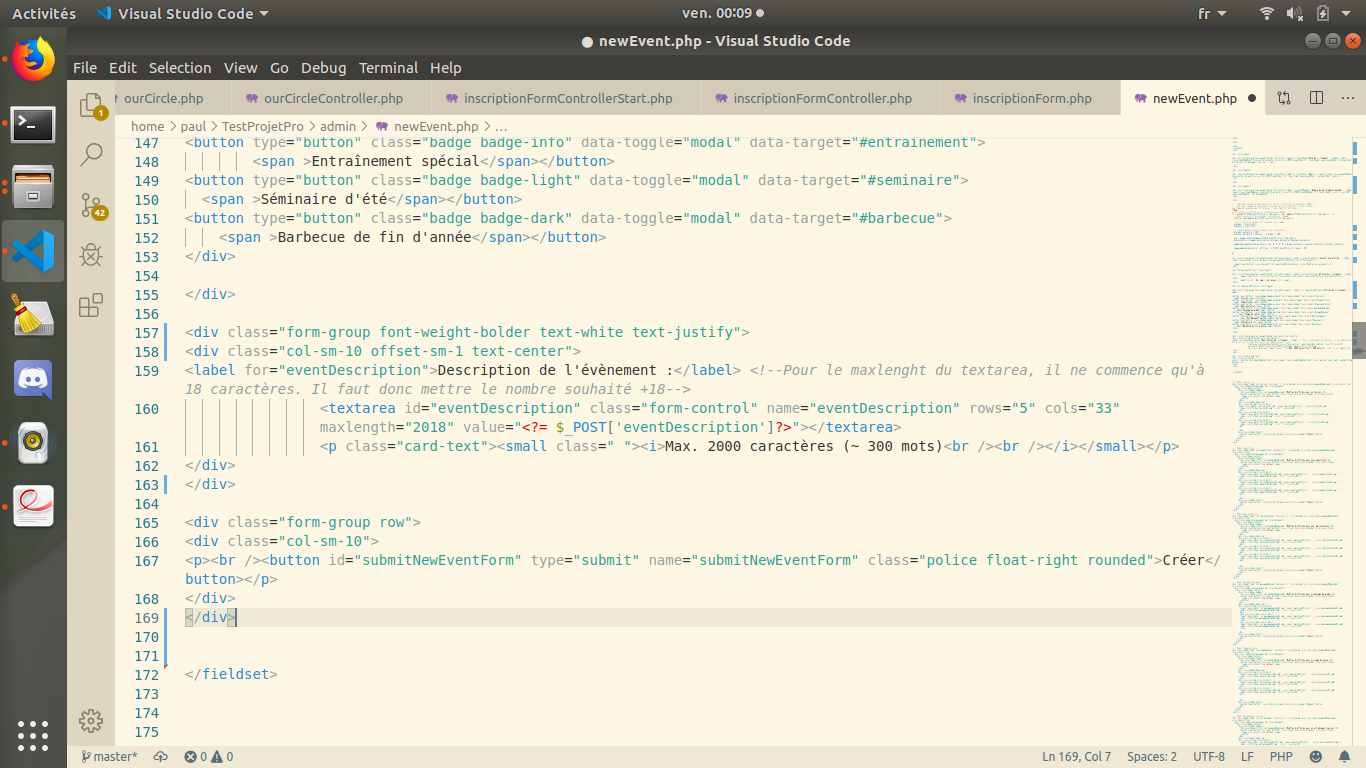 Activités Visual Studio Code ven. 00:09 fr
newEvent.php - Visual Studio Code
File Edit Selection View Go Debug Terminal Help
ourCircle.php ourCircleController.php inscriptionFormControllerStart.php inscriptionFormController.php inscriptionForm.php newEvent.php
1
home > paul > TestProjetPro > admin > newEvent.php > ...
147 <button type="button" class="badge badge-info" data-toggle="modal" data-target="#entrainement">
148 <span >Entraînement spécial</span></button>
149 <button type="button" class="badge badge-light" data-toggle="modal" data-target="#seminaire">
150 <span >Séminaire d'été</span></button>
42
151 <button type="button" class="badge badge-dark" data-toggle="modal" data-target="#barbecue">
152 <span >Barbecue de fin d'année</span></button>
153 </div>
154
155 </div>
156
157 <div class="form-group font-weight-bolder text-white text-justify">
158 <div class="col-sm-10 offset-sm-1 text-center">
159 <label for="eventDescription">Description de l'évènement :</label> <!--Pour le maxlenght du textarea, il ne commence qu'à
18 caractères. Il faut donc mettre le nombre souhaité +18-->
160 <textarea id="eventDescription" class="form-control" name="eventDescription" rows="5" cols="33"
maxlength="2018" value="<?= $_POST['eventDescription']?>"></textarea>
161 <p class="card-text"><small class=" "><i>Max. 2000 caractères (~ 300 mots)<br /><br /></i></small></p>
162 </div>
163 </div>
164
165 <div class="form-group row">
166 <div class="col-sm-10">
167 <p><br /><button id="submitNewEventForm" type="submit" name="submitNewEventForm" class="police float-right rounded">Créer</
button></p>
168 </div>
169 </div>
170
171
172 </fieldset>
173
174
175
master* 0 0 Ln 169, Col 7 Spaces: 2 UTF-8 LF PHP